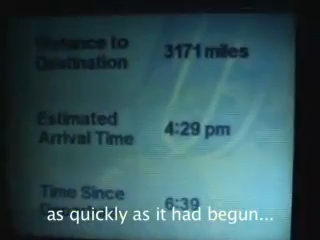 Distance to 3171 miles
Destination
Estimated
Arrival Time 4:29 pm
Time Since 6:39
as quickly as it had begun...